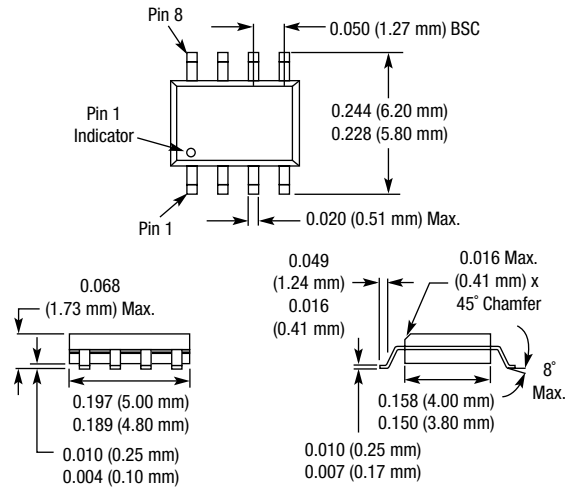 Pin 8
0.050 (1.27 mm) BSC
Pin 1
Indicator
0.244 (6.20 mm)
0.228 (5.80 mm)
Pin 1
0.020 (0.51 mm) Max.
0.068
(1.73 mm) Max.
0.197 (5.00 mm)
0.189 (4.80 mm)
0.010 (0.25 mm)
0.004 (0.10 mm)
0.049
(1.24 mm)
0.016
(0.41 mm)
0.016 Max.
(0.41 mm) x
45˚ Chamfer
8˚
Max.
0.158 (4.00 mm)
0.150 (3.80 mm)
0.010 (0.25 mm)
0.007 (0.17 mm)